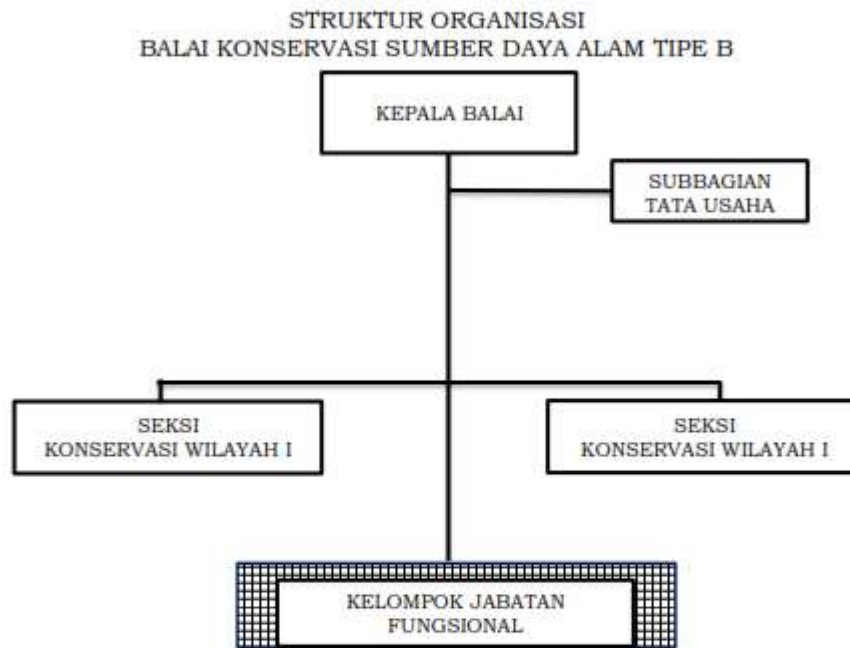 STRUKTUR ORGANISASI
BALAI KONSERVASI SUMBER DAYA ALAM TIPE B
KEPALA BALAI
SUBBAGIAN
TATA USAHA
SEKSI
KONSERVASI WILAYAH I
SEKSI
KONSERVASI WILAYAH I
KELOMPOK JABATAN
FUNGSIONAL